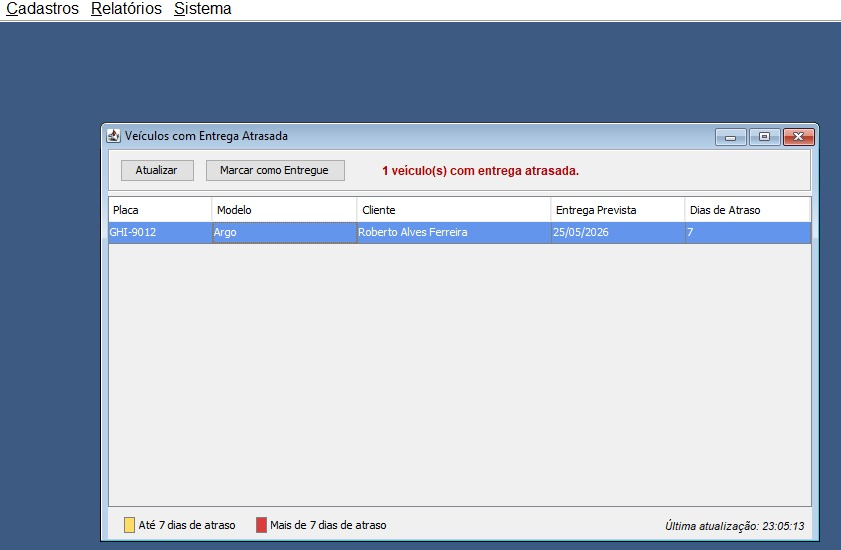 Cadastros Relatórios Sistema
Veículos com Entrega Atrasada
Atualizar Marcar como Entregue 1 veículo(s) com entrega atrasada.
Placa Modelo Cliente Entrega Prevista Dias de Atraso
GHI-9012 Argo Roberto Alves Ferreira 25/05/2026 7
Até 7 dias de atraso Mais de 7 dias de atraso Última atualização: 23:05:13